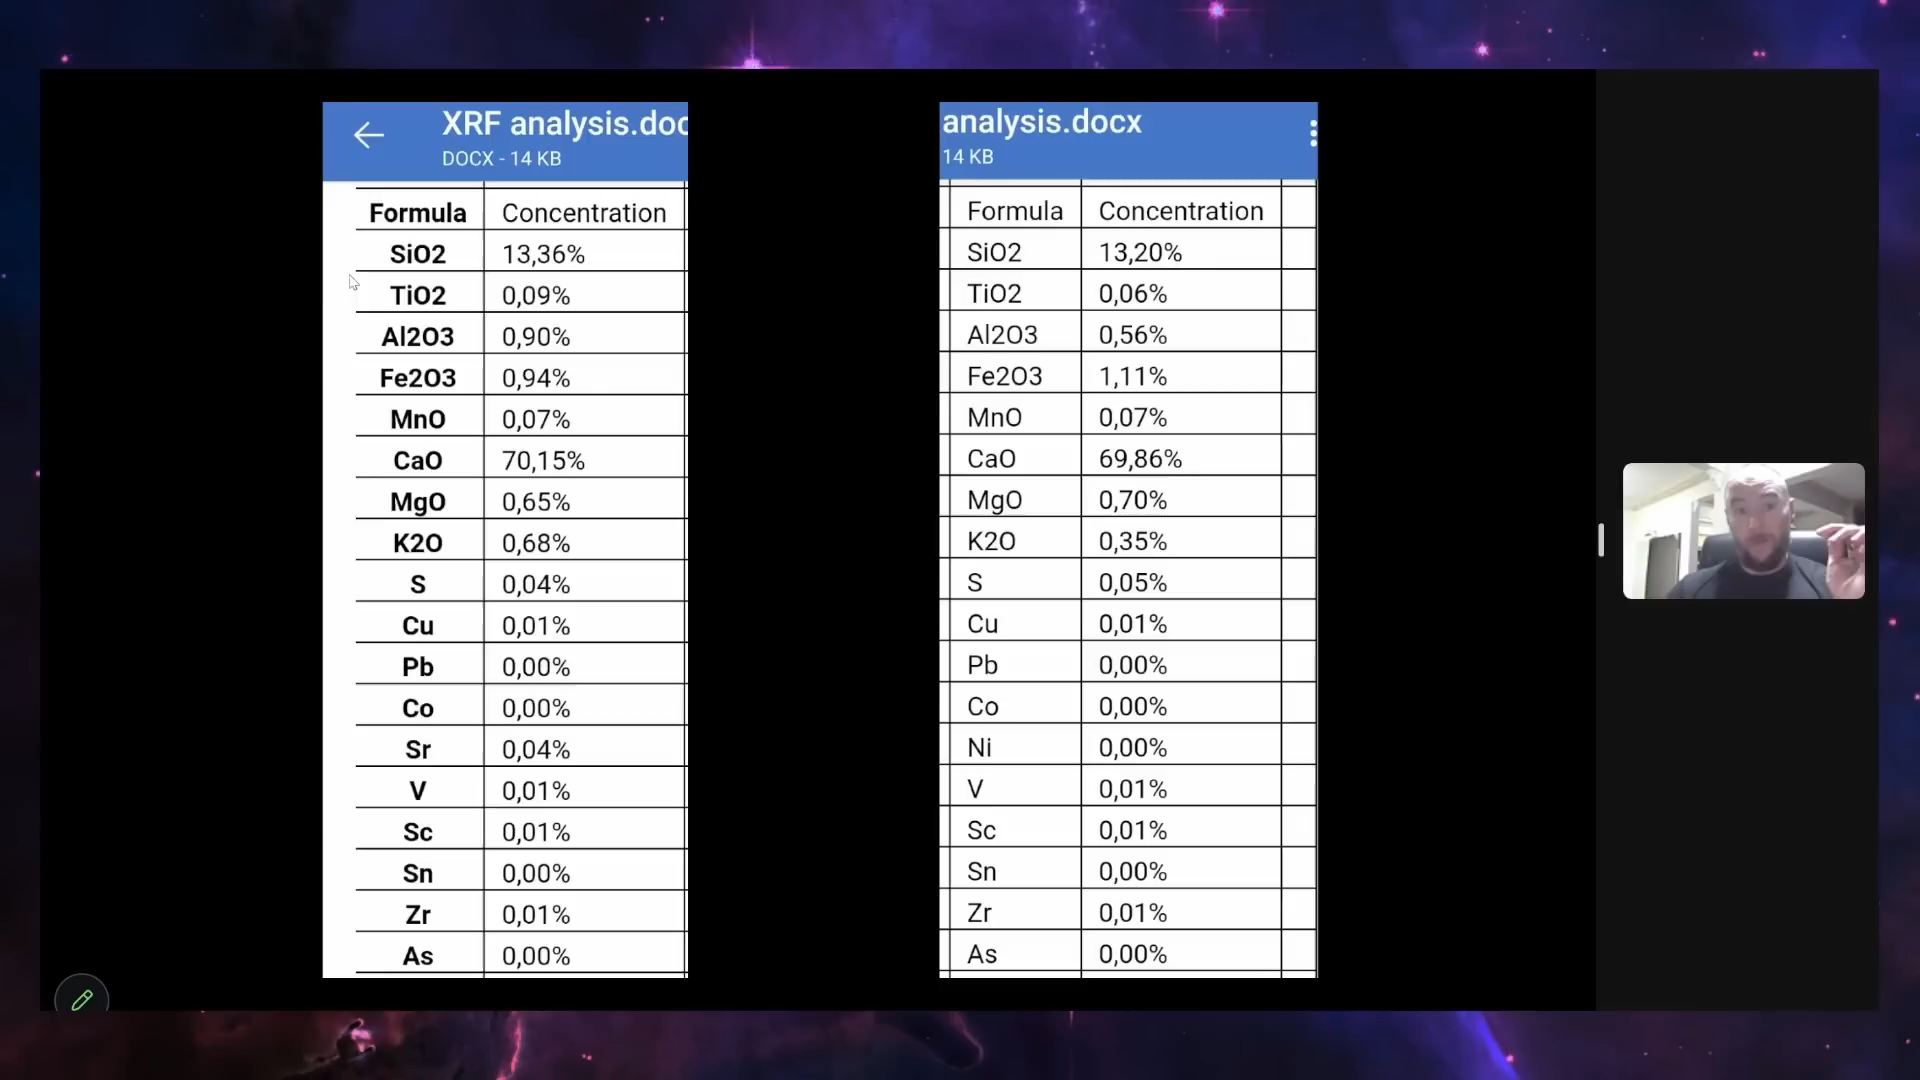 XRF analysis.doc
DOCX - 14 KB
Formula Concentration
SiO2 13,36%
TiO2 0,09%
Al2O3 0,90%
Fe2O3 0,94%
MnO 0,07%
CaO 70,15%
MgO 0,65%
K2O 0,68%
S 0,04%
Cu 0,01%
Pb 0,00%
Co 0,00%
Sr 0,04%
V 0,01%
Sc 0,01%
Sn 0,00%
Zr 0,01%
As 0,00%
analysis.docx
14 KB
Formula Concentration
SiO2 13,20%
TiO2 0,06%
Al2O3 0,56%
Fe2O3 1,11%
MnO 0,07%
CaO 69,86%
MgO 0,70%
K2O 0,35%
S 0,05%
Cu 0,01%
Pb 0,00%
Co 0,00%
Ni 0,00%
V 0,01%
Sc 0,01%
Sn 0,00%
Zr 0,01%
As 0,00%